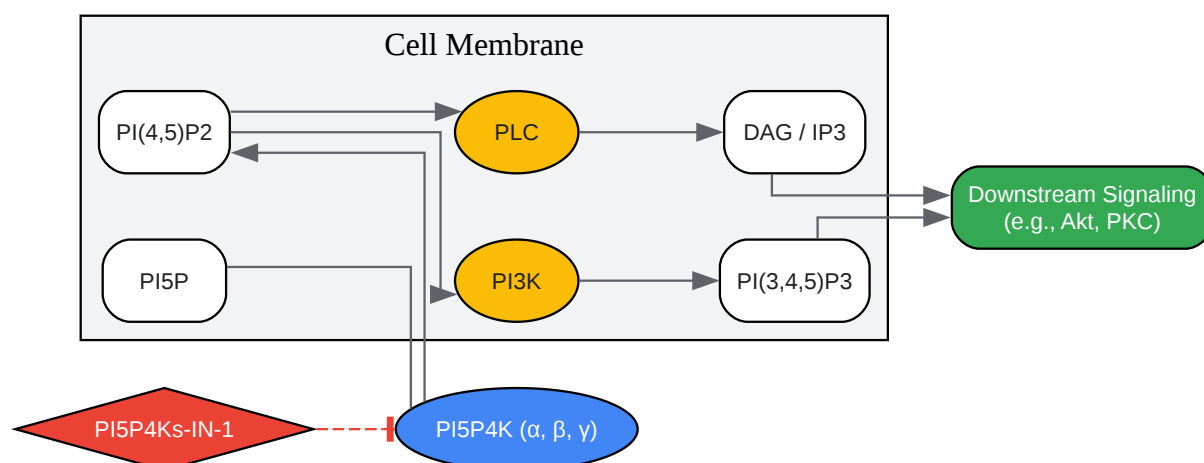 Cell Membrane
PI(4,5)P2
PLC
DAG / IP3
Downstream Signaling
(e.g., Akt, PKC)
PI5P
PI3K
PI(3,4,5)P3
PI5P4Ks-IN-1
PI5P4K (α, β, γ)